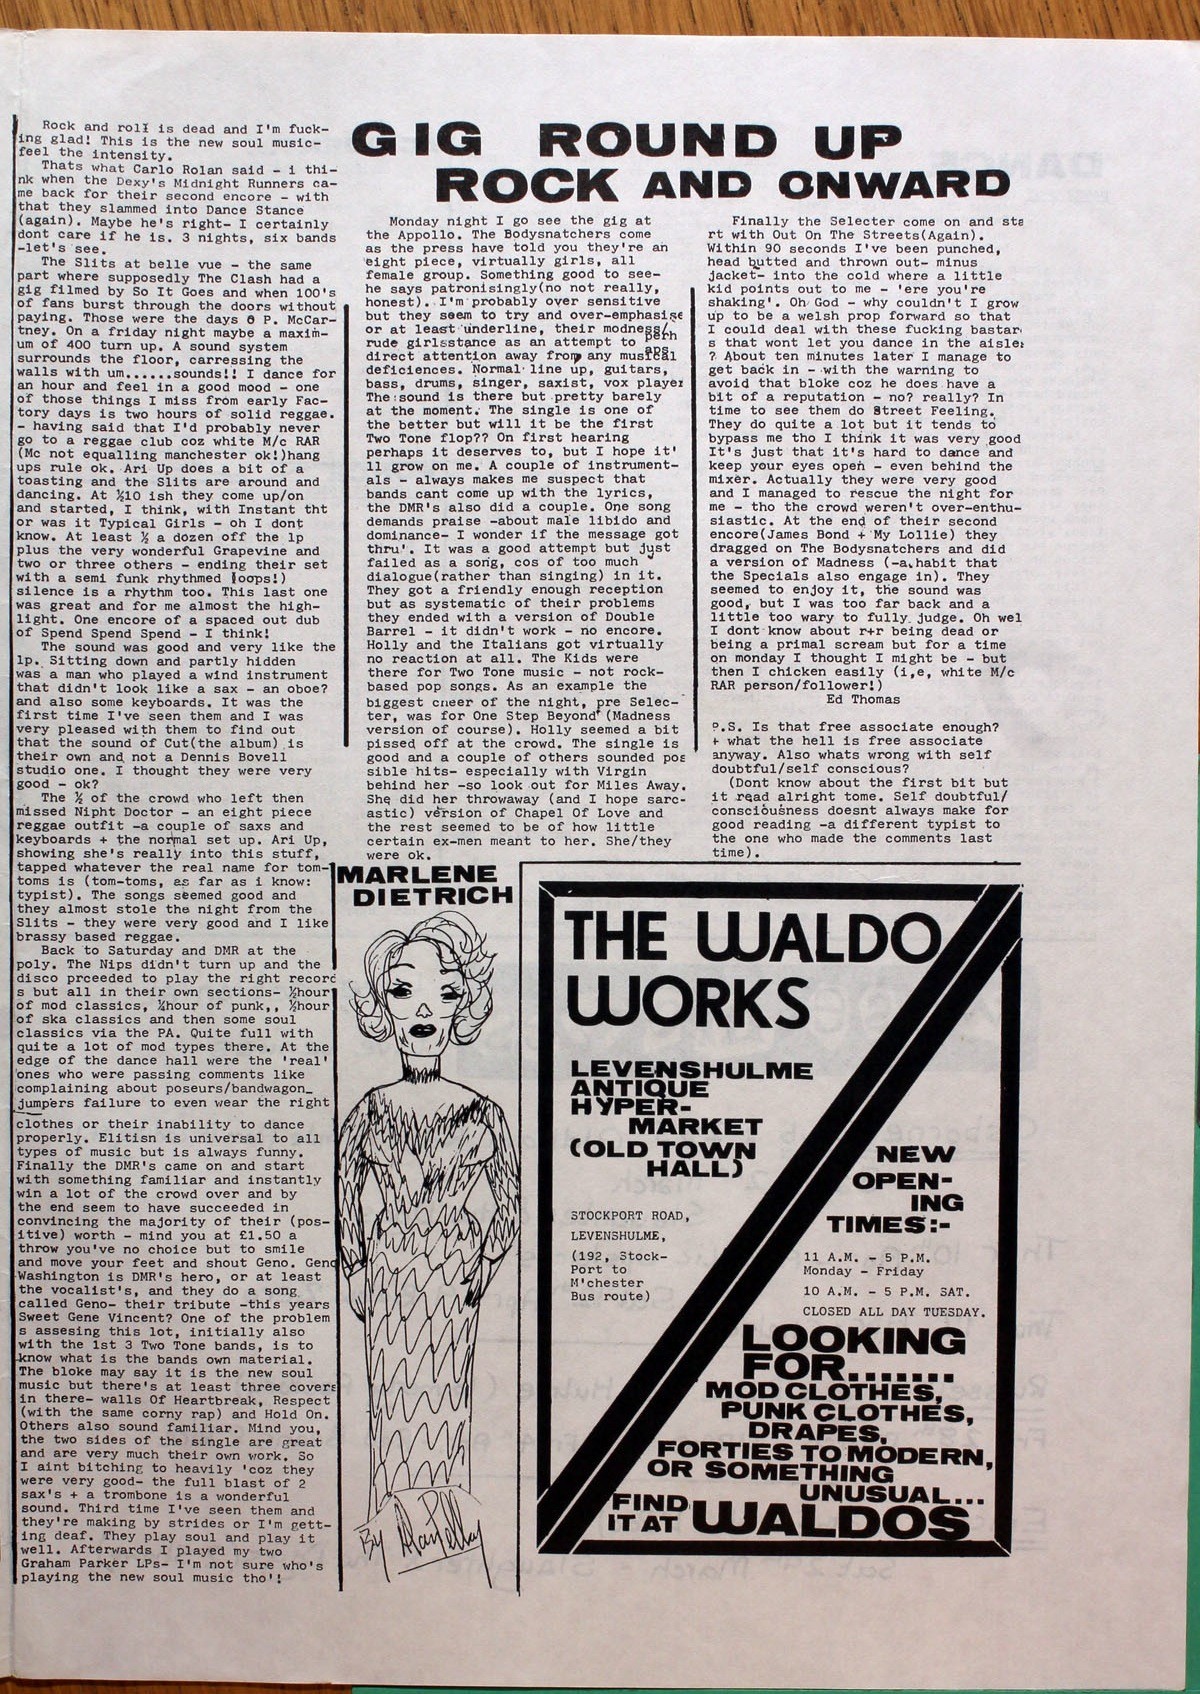 GIG ROUND UP
ROCK AND ONWARD
Rock and roll is dead and I'm fuck-
ing glad! This is the new soul music-
feel the intensity.
Thats what Carlo Rolan said - i thi-
nk when the Dexy's Midnight Runners ca-
me back for their second encore - with
that they slammed into Dance Stance
(again). Maybe he's right- I certainly
dont care if he is. 3 nights, six bands
-let's see.
The Slits at belle vue - the same
part where supposedly The Clash had a
gig filmed by So It Goes and when 100's
of fans burst through the doors without
paying. Those were the days P. McCar-
tney. On a friday night maybe a maxim-
um of 400 turn up. A sound system
surrounds the floor, carressing the
walls with um......sounds!! I dance for
an hour and feel in a good mood - one
of those things I miss from early Fac-
tory days is two hours of solid reggae.
- having said that I'd probably never
go to a reggae club coz white M/c RAR
(Mc not equalling manchester ok!)hang
ups rule ok. Ari Up does a bit of a
toasting and the Slits are around and
dancing. At ½10 ish they come up/on
and started, I think, with Instant tht
or was it Typical Girls - oh I dont
know. At least ½ a dozen off the lp
plus the very wonderful Grapevine and
two or three others - ending their set
with a semi funk rhythmed loops!)
silence is a rhythm too. This last one
was great and for me almost the high-
light. One encore of a spaced out dub
of Spend Spend Spend - I think!
The sound was good and very like the
lp. Sitting down and partly hidden
was a man who played a wind instrument
that didn't look like a sax - an oboe?
and also some keyboards. It was the
first time I've seen them and I was
very pleased with them to find out
that the sound of Cut(the album) is
their own and not a Dennis Bovell
studio one. I thought they were very
good - ok?
The ½ of the crowd who left then
missed Nipht Doctor - an eight piece
reggae outfit -a couple of saxs and
keyboards + the normal set up. Ari Up,
showing she's really into this stuff,
tapped whatever the real name for tom-
toms is (tom-toms, as far as i know:
typist). The songs seemed good and
they almost stole the night from the
Slits - they were very good and I like
brassy based reggae.
Back to Saturday and DMR at the
poly. The Nips didn't turn up and the
disco prceeded to play the right record
s but all in their own sections- ½hour
of mod classics, ½hour of punk,, ½hour
of ska classics and then some soul
classics via the PA. Quite full with
quite a lot of mod types there. At the
edge of the dance hall were the 'real'
ones who were passing comments like
complaining about poseurs/bandwagon_
jumpers failure to even wear the right
clothes or their inability to dance
properly. Elitisn is universal to all
types of music but is always funny.
Finally the DMR's came on and start
with something familiar and instantly
win a lot of the crowd over and by
the end seem to have succeeded in
convincing the majority of their (pos-
itive) worth - mind you at £1.50 a
throw you've no choice but to smile
and move your feet and shout Geno. Geno
Washington is DMR's hero, or at least
the vocalist's, and they do a song
called Geno- their tribute -this years
Sweet Gene Vincent? One of the problem
s assesing this lot, initially also
with the 1st 3 Two Tone bands, is to
know what is the bands own material.
The bloke may say it is the new soul
music but there's at least three covers
in there- walls Of Heartbreak, Respect
(with the same corny rap) and Hold On.
Others also sound familiar. Mind you,
the two sides of the single are great
and are very much their own work. So
I aint bitching to heavily 'coz they
were very good- the full blast of 2
sax's + a trombone is a wonderful
sound. Third time I've seen them and
they're making by strides or I'm gett-
ing deaf. They play soul and play it
well. Afterwards I played my two
Graham Parker LPs- I'm not sure who's
playing the new soul music tho'!
Monday night I go see the gig at
the Appollo. The Bodysnatchers come
as the press have told you they're an
eight piece, virtually girls, all
female group. Something good to see-
he says patronisingly(no not really,
honest). I'm probably over sensitive
but they seem to try and over-emphasise
or at least underline, their modness/
rude girlsstance as an attempt to perh
aps
direct attention away from any musical
deficiences. Normal line up, guitars,
bass, drums, singer, saxist, vox player
The sound is there but pretty barely
at the moment. The single is one of
the better but will it be the first
Two Tone flop?? On first hearing
perhaps it deserves to, but I hope it'
ll grow on me. A couple of instrument-
als - always makes me suspect that
bands cant come up with the lyrics,
the DMR's also did a couple. One song
demands praise -about male libido and
dominance- I wonder if the message got
thru'. It was a good attempt but just
failed as a song, cos of too much
dialogue(rather than singing) in it.
They got a friendly enough reception
but as systematic of their problems
they ended with a version of Double
Barrel - it didn't work - no encore.
Holly and the Italians got virtually
no reaction at all. The Kids were
there for Two Tone music - not rock-
based pop songs. As an example the
biggest cheer of the night, pre Selec-
ter, was for One Step Beyond (Madness
version of course). Holly seemed a bit
pissed off at the crowd. The single is
good and a couple of others sounded pos
sible hits- especially with Virgin
behind her -so look out for Miles Away.
She did her throwaway (and I hope sarc-
astic) version of Chapel Of Love and
the rest seemed to be of how little
certain ex-men meant to her. She/they
were ok.
Finally the Selecter come on and sta
rt with Out On The Streets(Again).
Within 90 seconds I've been punched,
head butted and thrown out- minus
jacket- into the cold where a little
kid points out to me - 'ere you're
shaking'. Oh God - why couldn't I grow
up to be a welsh prop forward so that
I could deal with these fucking bastar
s that wont let you dance in the aisles
? About ten minutes later I manage to
get back in - with the warning to
avoid that bloke coz he does have a
bit of a reputation - no? really? In
time to see them do Street Feeling.
They do quite a lot but it tends to
bypass me tho I think it was very good
It's just that it's hard to dance and
keep your eyes open - even behind the
mixer. Actually they were very good
and I managed to rescue the night for
me - tho the crowd weren't over-enthu-
siastic. At the end of their second
encore(James Bond + My Lollie) they
dragged on The Bodysnatchers and did
a version of Madness (-a habit that
the Specials also engage in). They
seemed to enjoy it, the sound was
good, but I was too far back and a
little too wary to fully judge. Oh wel
I dont know about r+r being dead or
being a primal scream but for a time
on monday I thought I might be - but
then I chicken easily (i,e, white M/c
RAR person/follower!)
Ed Thomas
P.S. Is that free associate enough?
+ what the hell is free associate
anyway. Also whats wrong with self
doubtful/self conscious?
(Dont know about the first bit but
it read alright tome. Self doubtful/
consciousness doesnt always make for
good reading -a different typist to
the one who made the comments last
time).
MARLENE
DIETRICH
By
THE WALDO
WORKS
LEVENSHULME
ANTIQUE
HYPER-
MARKET
(OLD TOWN
HALL)
STOCKPORT ROAD,
LEVENSHULME,
(192, Stock-
Port to
M'chester
Bus route)
NEW
OPEN-
ING
TIMES:-
11 A.M. - 5 P.M.
Monday - Friday
10 A.M. - 5 P.M. SAT.
CLOSED ALL DAY TUESDAY.
LOOKING
FOR.......
MOD CLOTHES,
PUNK CLOTHES,
DRAPES,
FORTIES TO MODERN,
OR SOMETHING
UNUSUAL...
FIND
IT AT WALDOS